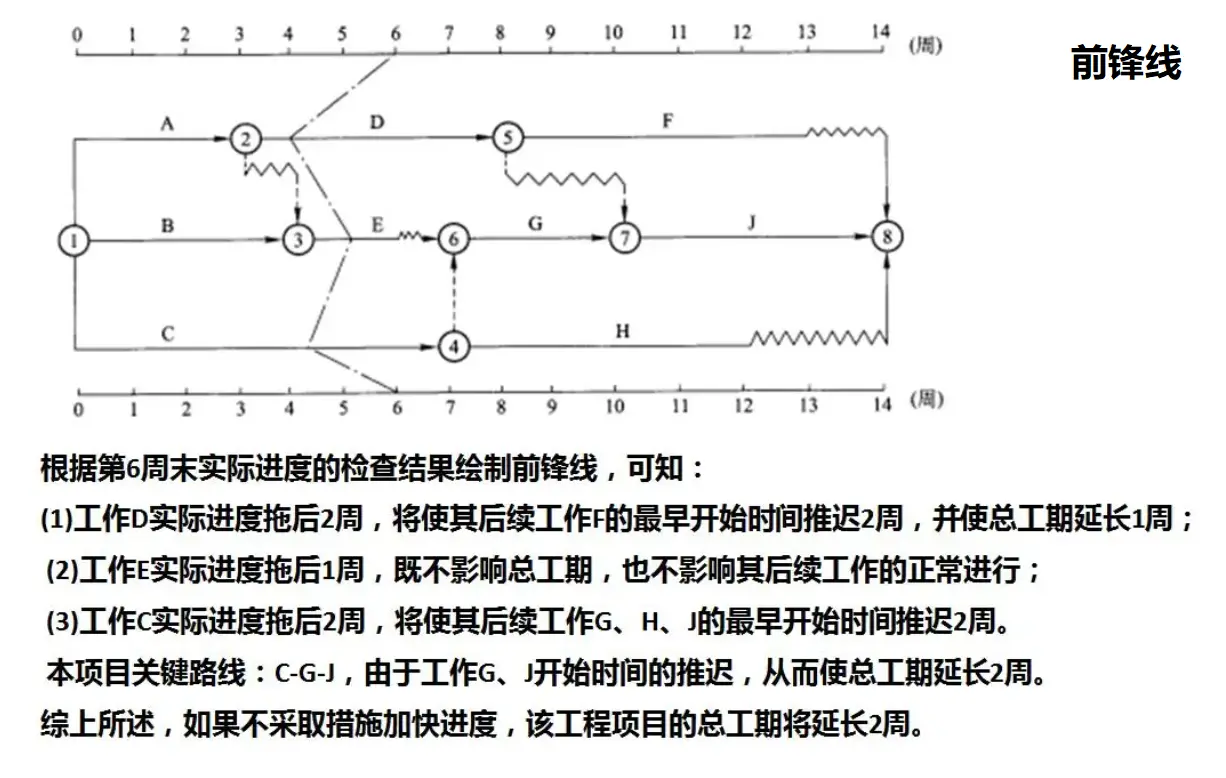 0 1 2 3 4 5 6 7 8 9 10 11 12 13 14 (周)
前锋线
A 2 D 5 F
1 B 3 E 6 G 7 J 8
C 4 H
0 1 2 3 4 5 6 7 8 9 10 11 12 13 14 (周)
根据第6周末实际进度的检查结果绘制前锋线，可知：
(1)工作D实际进度拖后2周，将使其后续工作F的最早开始时间推迟2周，并使总工期延长1周；
(2)工作E实际进度拖后1周，既不影响总工期，也不影响其后续工作的正常进行；
(3)工作C实际进度拖后2周，将使其后续工作G、H、J的最早开始时间推迟2周。
本项目关键路线：C-G-J，由于工作G、J开始时间的推迟，从而使总工期延长2周。
综上所述，如果不采取措施加快进度，该工程项目的总工期将延长2周。